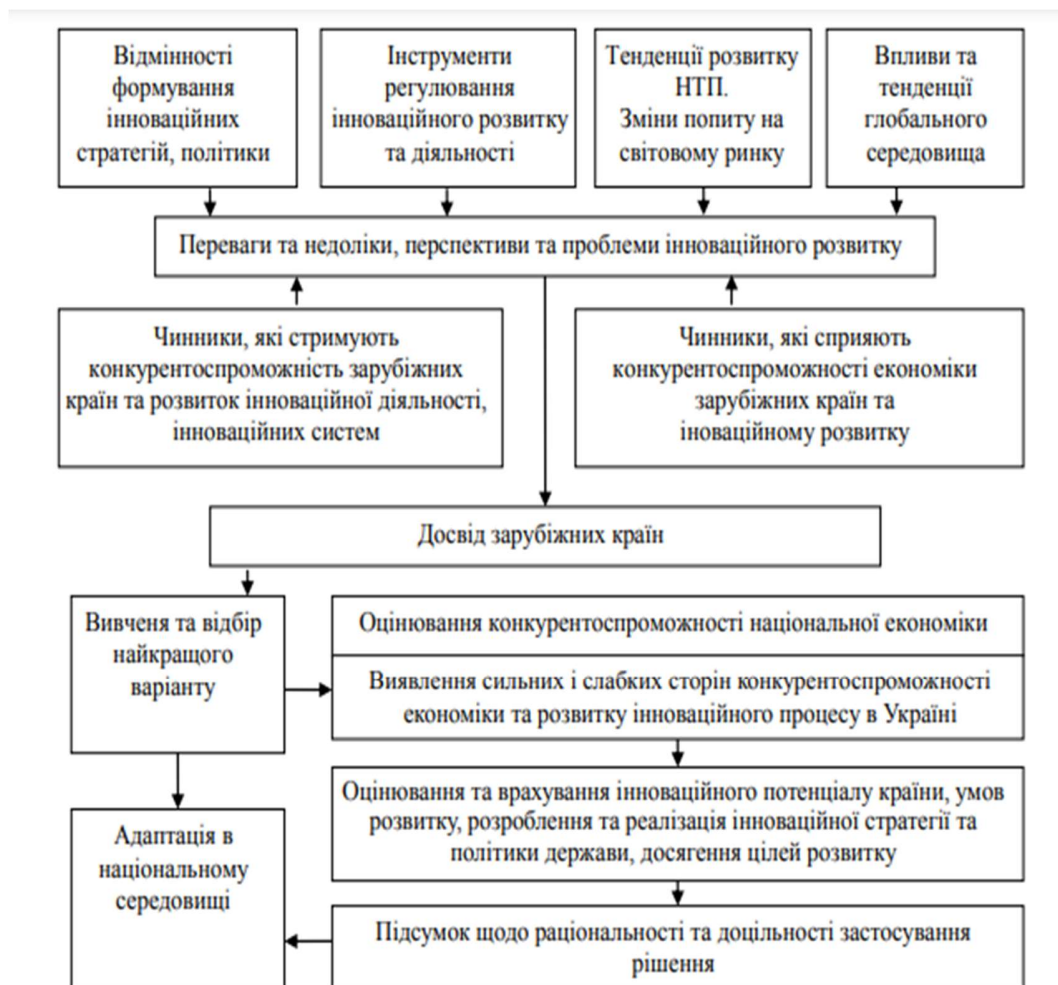 Відмінності
формування
інноваційних
стратегій, політики
Інструменти
регулювання
інноваційного розвитку
та діяльності
Тенденції розвитку
НТП.
Зміни попиту на
світовому ринку
Впливи та
тенденції
глобального
середовища
Переваги та недоліки, перспективи та проблеми інноваційного розвитку
Чинники, які стримують
конкурентоспроможність зарубіжних
країн та розвиток інноваційної діяльності,
інноваційних систем
Чинники, які сприяють
конкурентоспроможності економіки
зарубіжних країн та
іноваційному розвитку
Досвід зарубіжних країн
Вивченя та відбір
найкращого
варіанту
Оцінювання конкурентоспроможності національної економіки
Виявлення сильних і слабких сторін конкурентоспроможності
економіки та розвитку інноваційного процесу в Україні
Оцінювання та врахування інноваційного потенціалу країни, умов
розвитку, розроблення та реалізація інноваційної стратегії та
політики держави, досягнення цілей розвитку
Адаптація в
національному
середовищі
Підсумок щодо раціональності та доцільності застосування
рішення